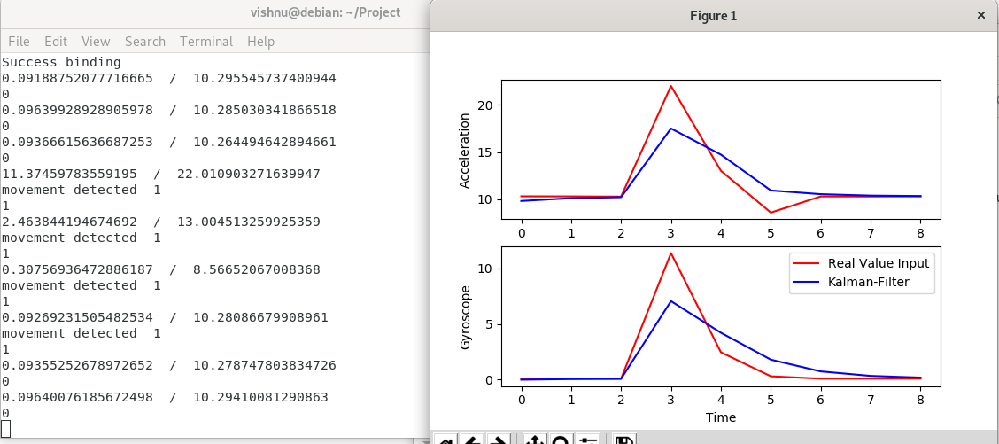 vishnu@debian: ~/Project
File Edit View Search Terminal Help
Success binding
0.09188752077716665 / 10.295545737400944
0
0.09639928928905978 / 10.285030341866518
0
0.09366615636687253 / 10.264494642894661
0
11.37459783559195 / 22.010903271639947
movement detected 1
1
2.463844194674692 / 13.004513259925359
movement detected 1
1
0.30756936472886187 / 8.56652067008368
movement detected 1
1
0.09269231505482534 / 10.28086679908961
movement detected 1
1
0.09355252678972652 / 10.278747803834726
0
0.09640076185672498 / 10.29410081290863
0
Figure 1
×
Acceleration
20
15
10
0 1 2 3 4 5 6 7 8
Gyroscope
10
5
0
Real Value Input
Kalman-Filter
0 1 2 3 4 5 6 7 8
Time